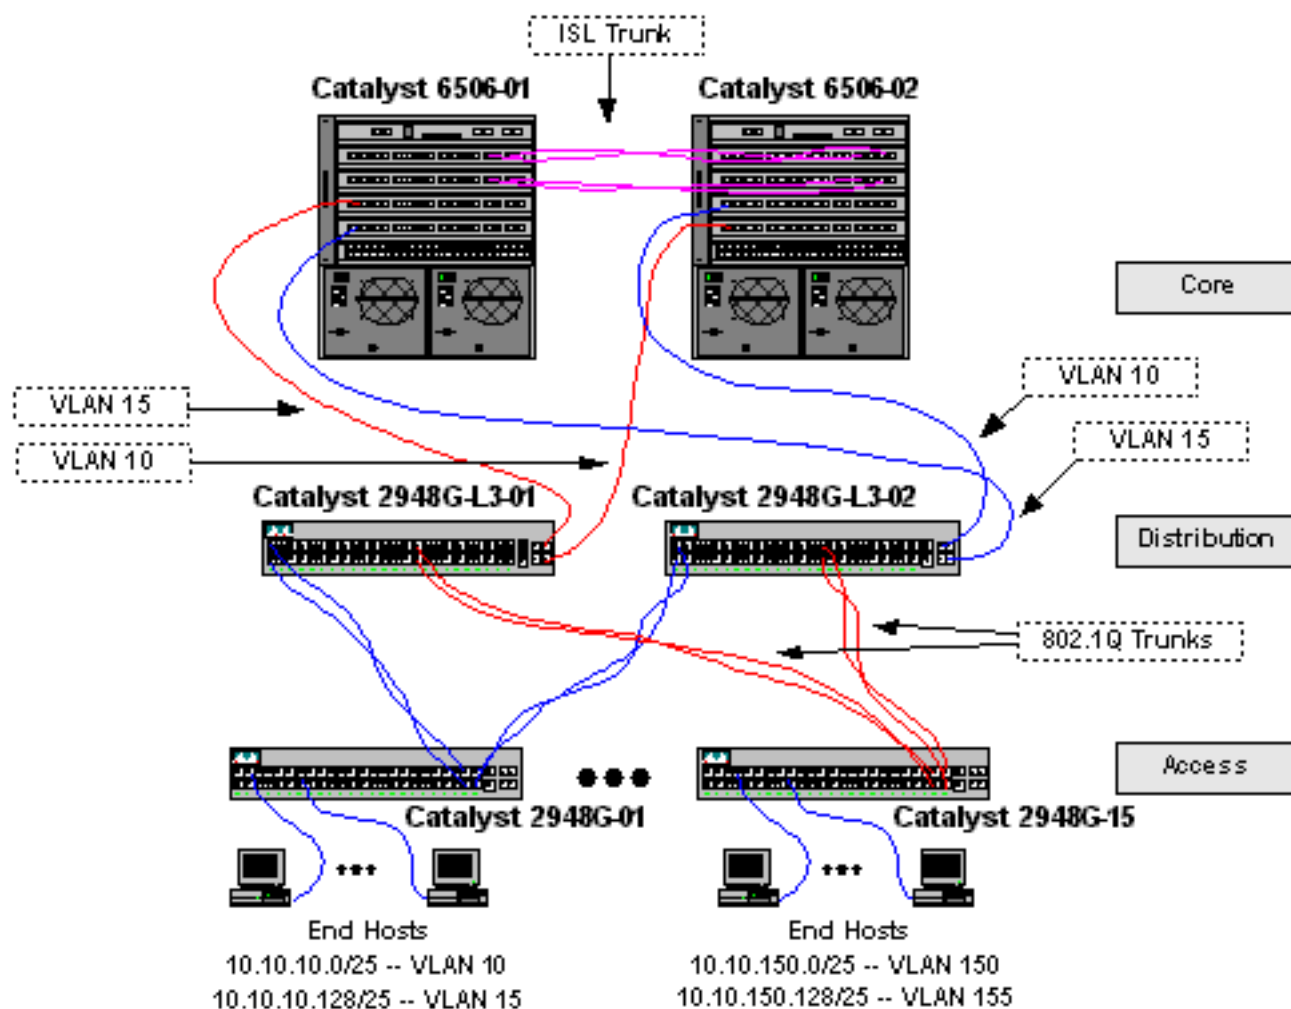 ISL Trunk
Catalyst 6506-01
Catalyst 6506-02
Core
VLAN 10
VLAN 15
VLAN 15
VLAN 10
Catalyst 2948G-L3-01
Catalyst 2948G-L3-02
Distribution
802.1Q Trunks
Access
Catalyst 2948G-01
Catalyst 2948G-15
End Hosts
10.10.10.0/25 -- VLAN 10
10.10.10.128/25 -- VLAN 15
End Hosts
10.10.150.0/25 -- VLAN 150
10.10.150.128/25 -- VLAN 155